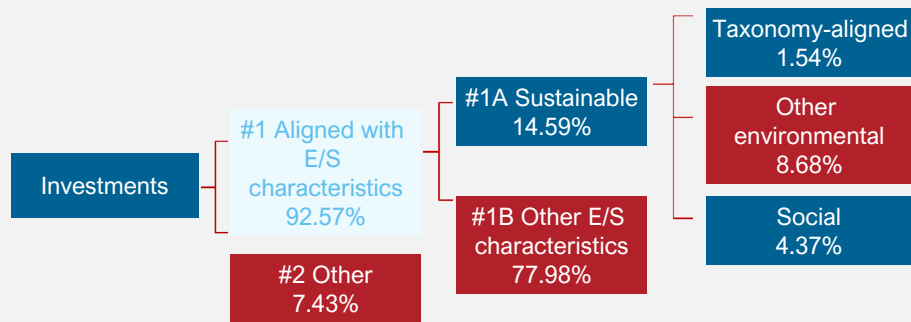 Investments
#1 Aligned with
E/S
characteristics
92.57%
#2 Other
7.43%
#1A Sustainable
14.59%
#1B Other E/S
characteristics
77.98%
Taxonomy-aligned
1.54%
Other
environmental
8.68%
Social
4.37%